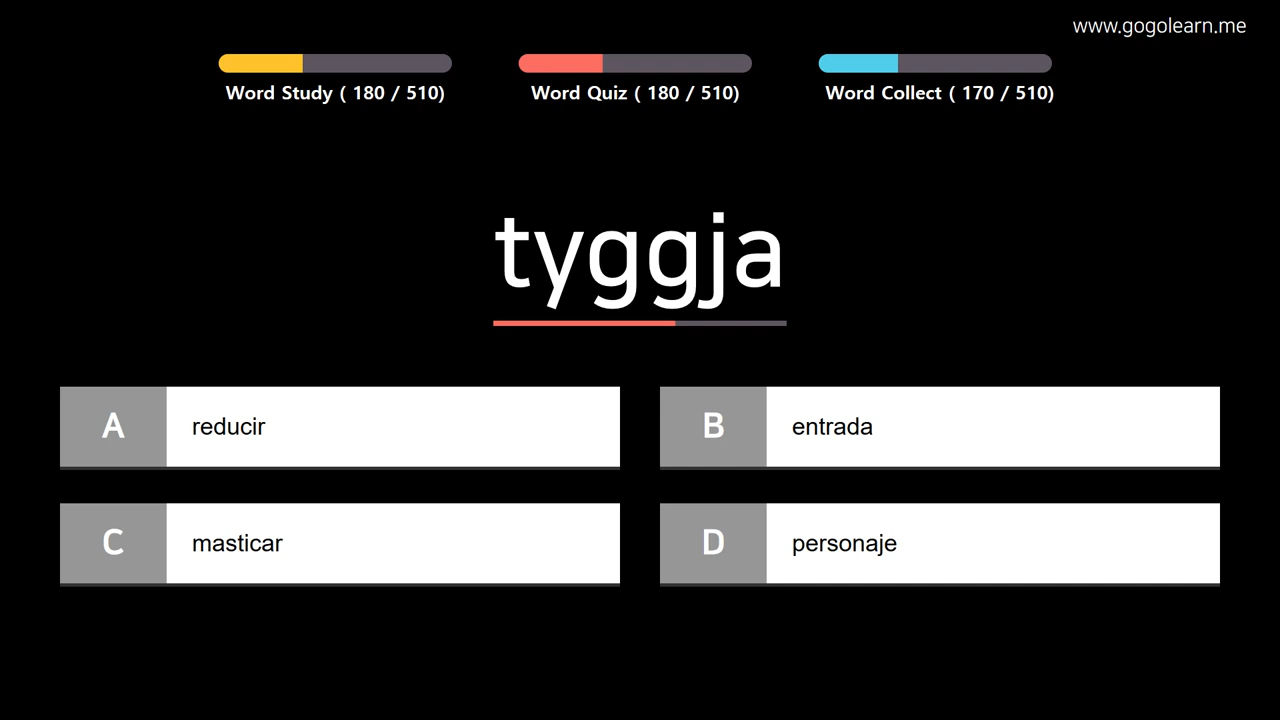 www.gogolearn.me
Word Study ( 180 / 510)
Word Quiz ( 180 / 510)
Word Collect ( 170 / 510)
tyggja
A
reducir
B
entrada
C
masticar
D
personaje